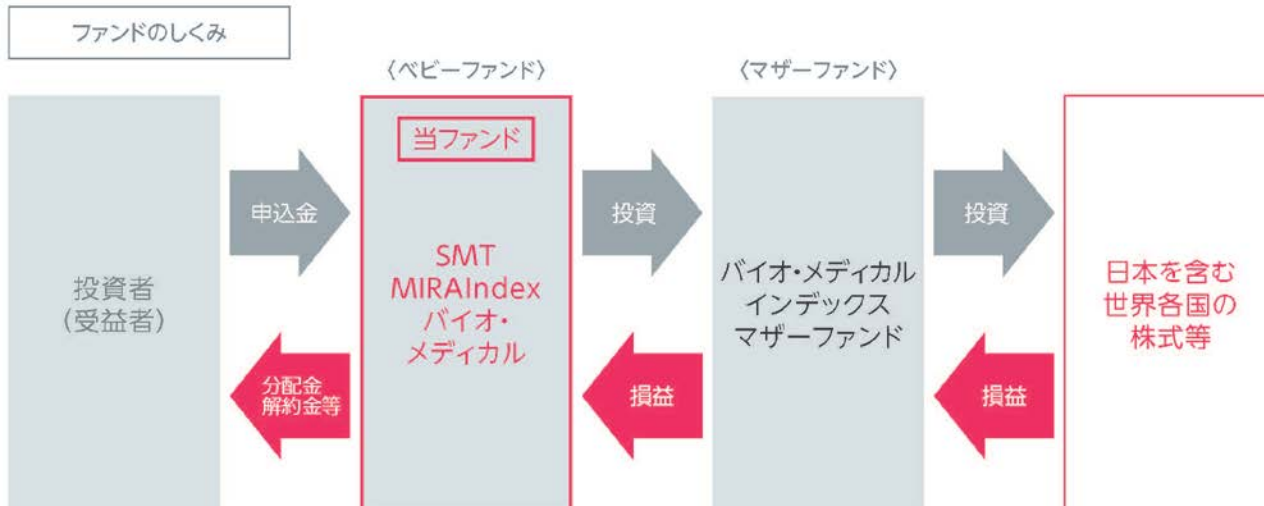 ファンドのしくみ
〈ベビーファンド〉
〈マザーファンド〉
投資者
(受益者)
申込金
分配金
解約金等
当ファンド
SMT
MIRAIndex
バイオ・
メディカル
投資
損益
バイオ・メディカル
インデックス
マザーファンド
投資
損益
日本を含む
世界各国の
株式等